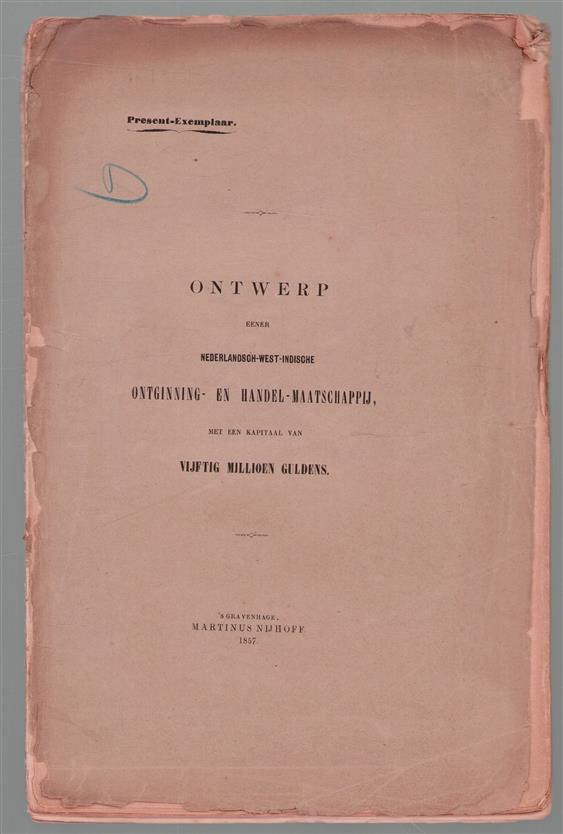 Present-Exemplaar.
ONTWERP
EENER
NEDERLANDSCH-WEST-INDISCHE
ONTGINNING- EN HANDEL-MAATSCHAPPIJ,
MET EEN KAPITAAL VAN
VIJFTIG MILLIOEN GULDENS.
'S GRAVENHAGE,
MARTINUS NIJHOFF
1857.